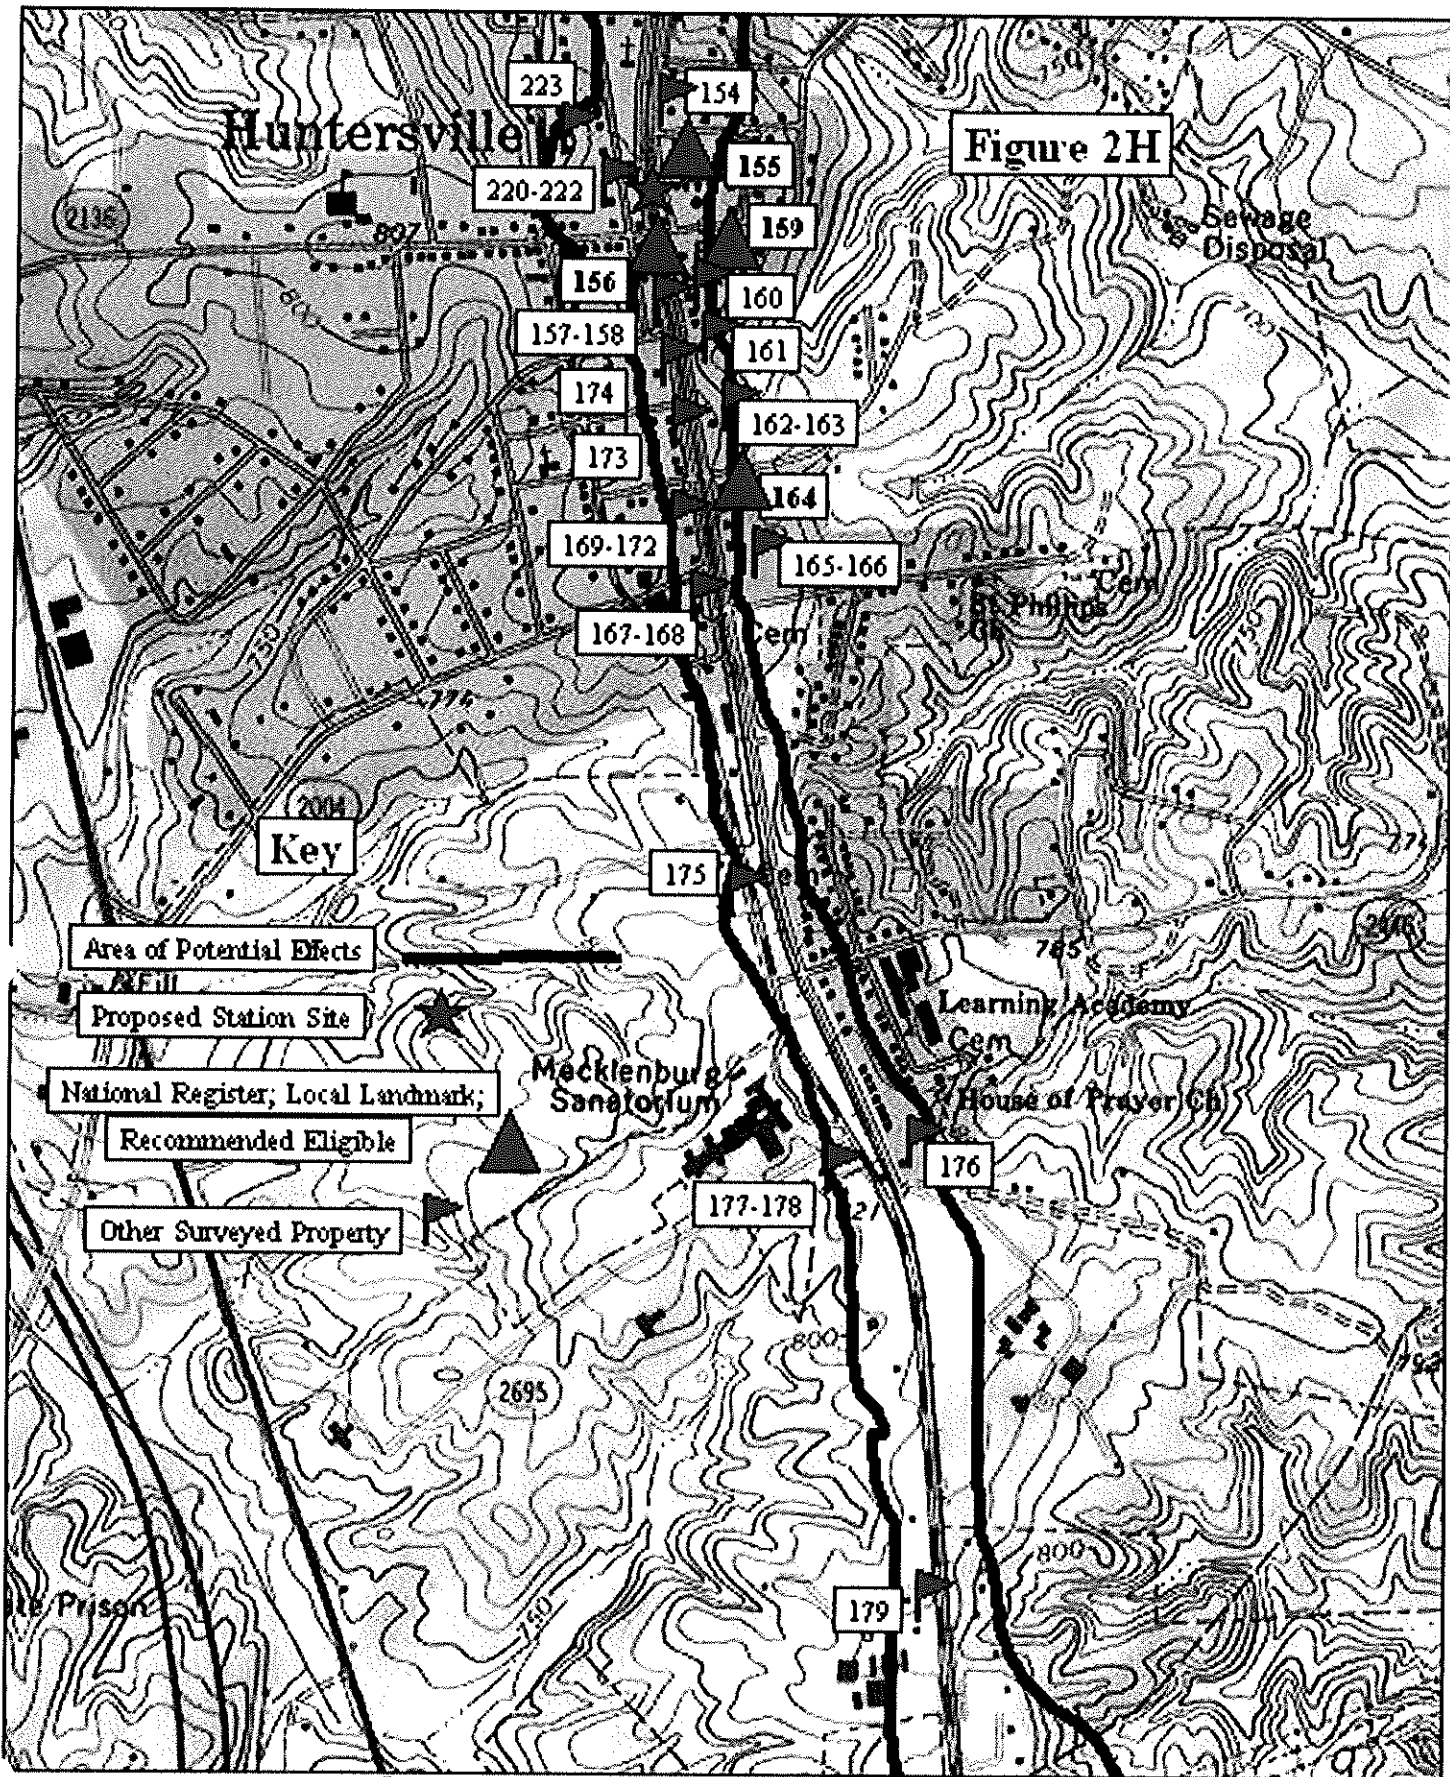 223
154
Huntersville
Figure 2H
155
220-222
2136
807
159
Sewage
Disposal
156
160
157-158
161
174
162-163
173
164
169-172
165-166
Cem
St Philips
Ch
167-168
Cem
750
774
2004
Key
175
Area of Potential Effects
785
Learning Academy
Cem
Proposed Station Site
Mecklenburg
Sanatorium
National Register; Local Landmark;
House of Prayer Ch
Recommended Eligible
176
177-178
Other Surveyed Property
800
2695
800
750
179
Prison